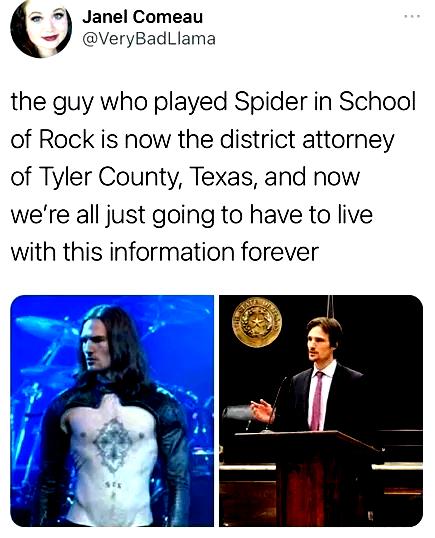 Janel Comeau
@VeryBadLlama
the guy who played Spider in School
of Rock is now the district attorney
of Tyler County, Texas, and now
we're all just going to have to live
with this information forever